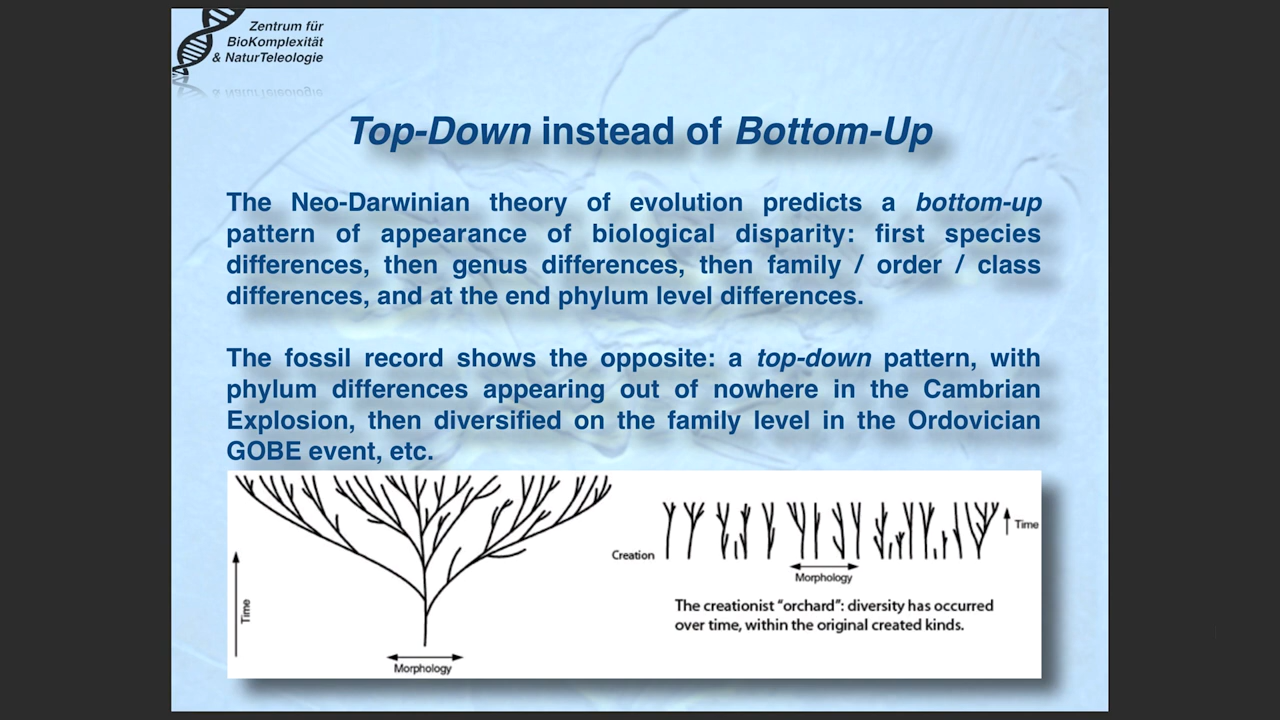 Zentrum für
BioKomplexität
& NaturTeleologie
Top-Down instead of Bottom-Up
The Neo-Darwinian theory of evolution predicts a bottom-up
pattern of appearance of biological disparity: first species
differences, then genus differences, then family / order / class
differences, and at the end phylum level differences.
The fossil record shows the opposite: a top-down pattern, with
phylum differences appearing out of nowhere in the Cambrian
Explosion, then diversified on the family level in the Ordovician
GOBE event, etc.
Time
Morphology
Creation
Time
Morphology
The creationist “orchard”: diversity has occurred
over time, within the original created kinds.